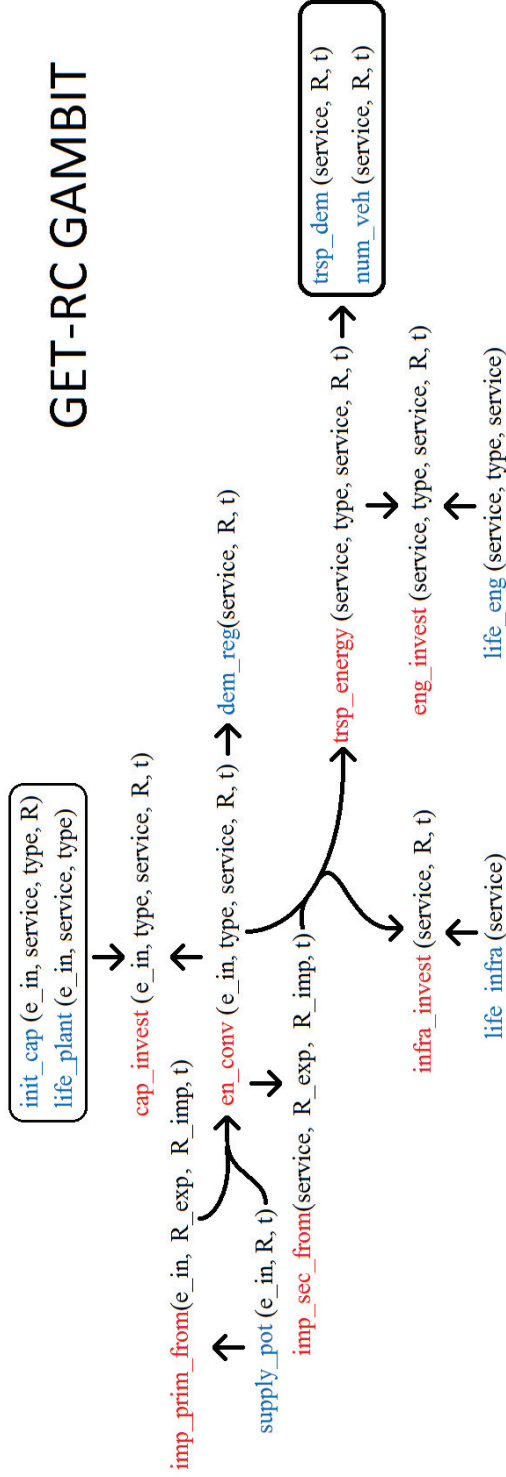 GET-RC GAMBIT
init_cap (e_in, service, type, R)
life_plant (e_in, service, type)
cap_invest (e_in, type, service, R, t)
imp_prim_from(e_in, R_exp, R_imp, t)
en_conv (e_in, type, service, R, t)
dem_reg(service, R, t)
supply_pot (e_in, R, t)
imp_sec_from(service, R_exp, R_imp, t)
trsp_energy (service, type, service, R, t)
trsp_dem (service, R, t)
num_veh (service, R, t)
infra_invest (service, R, t)
eng_invest (service, type, service, R, t)
life_infra (service)
life_eng (service, type, service)